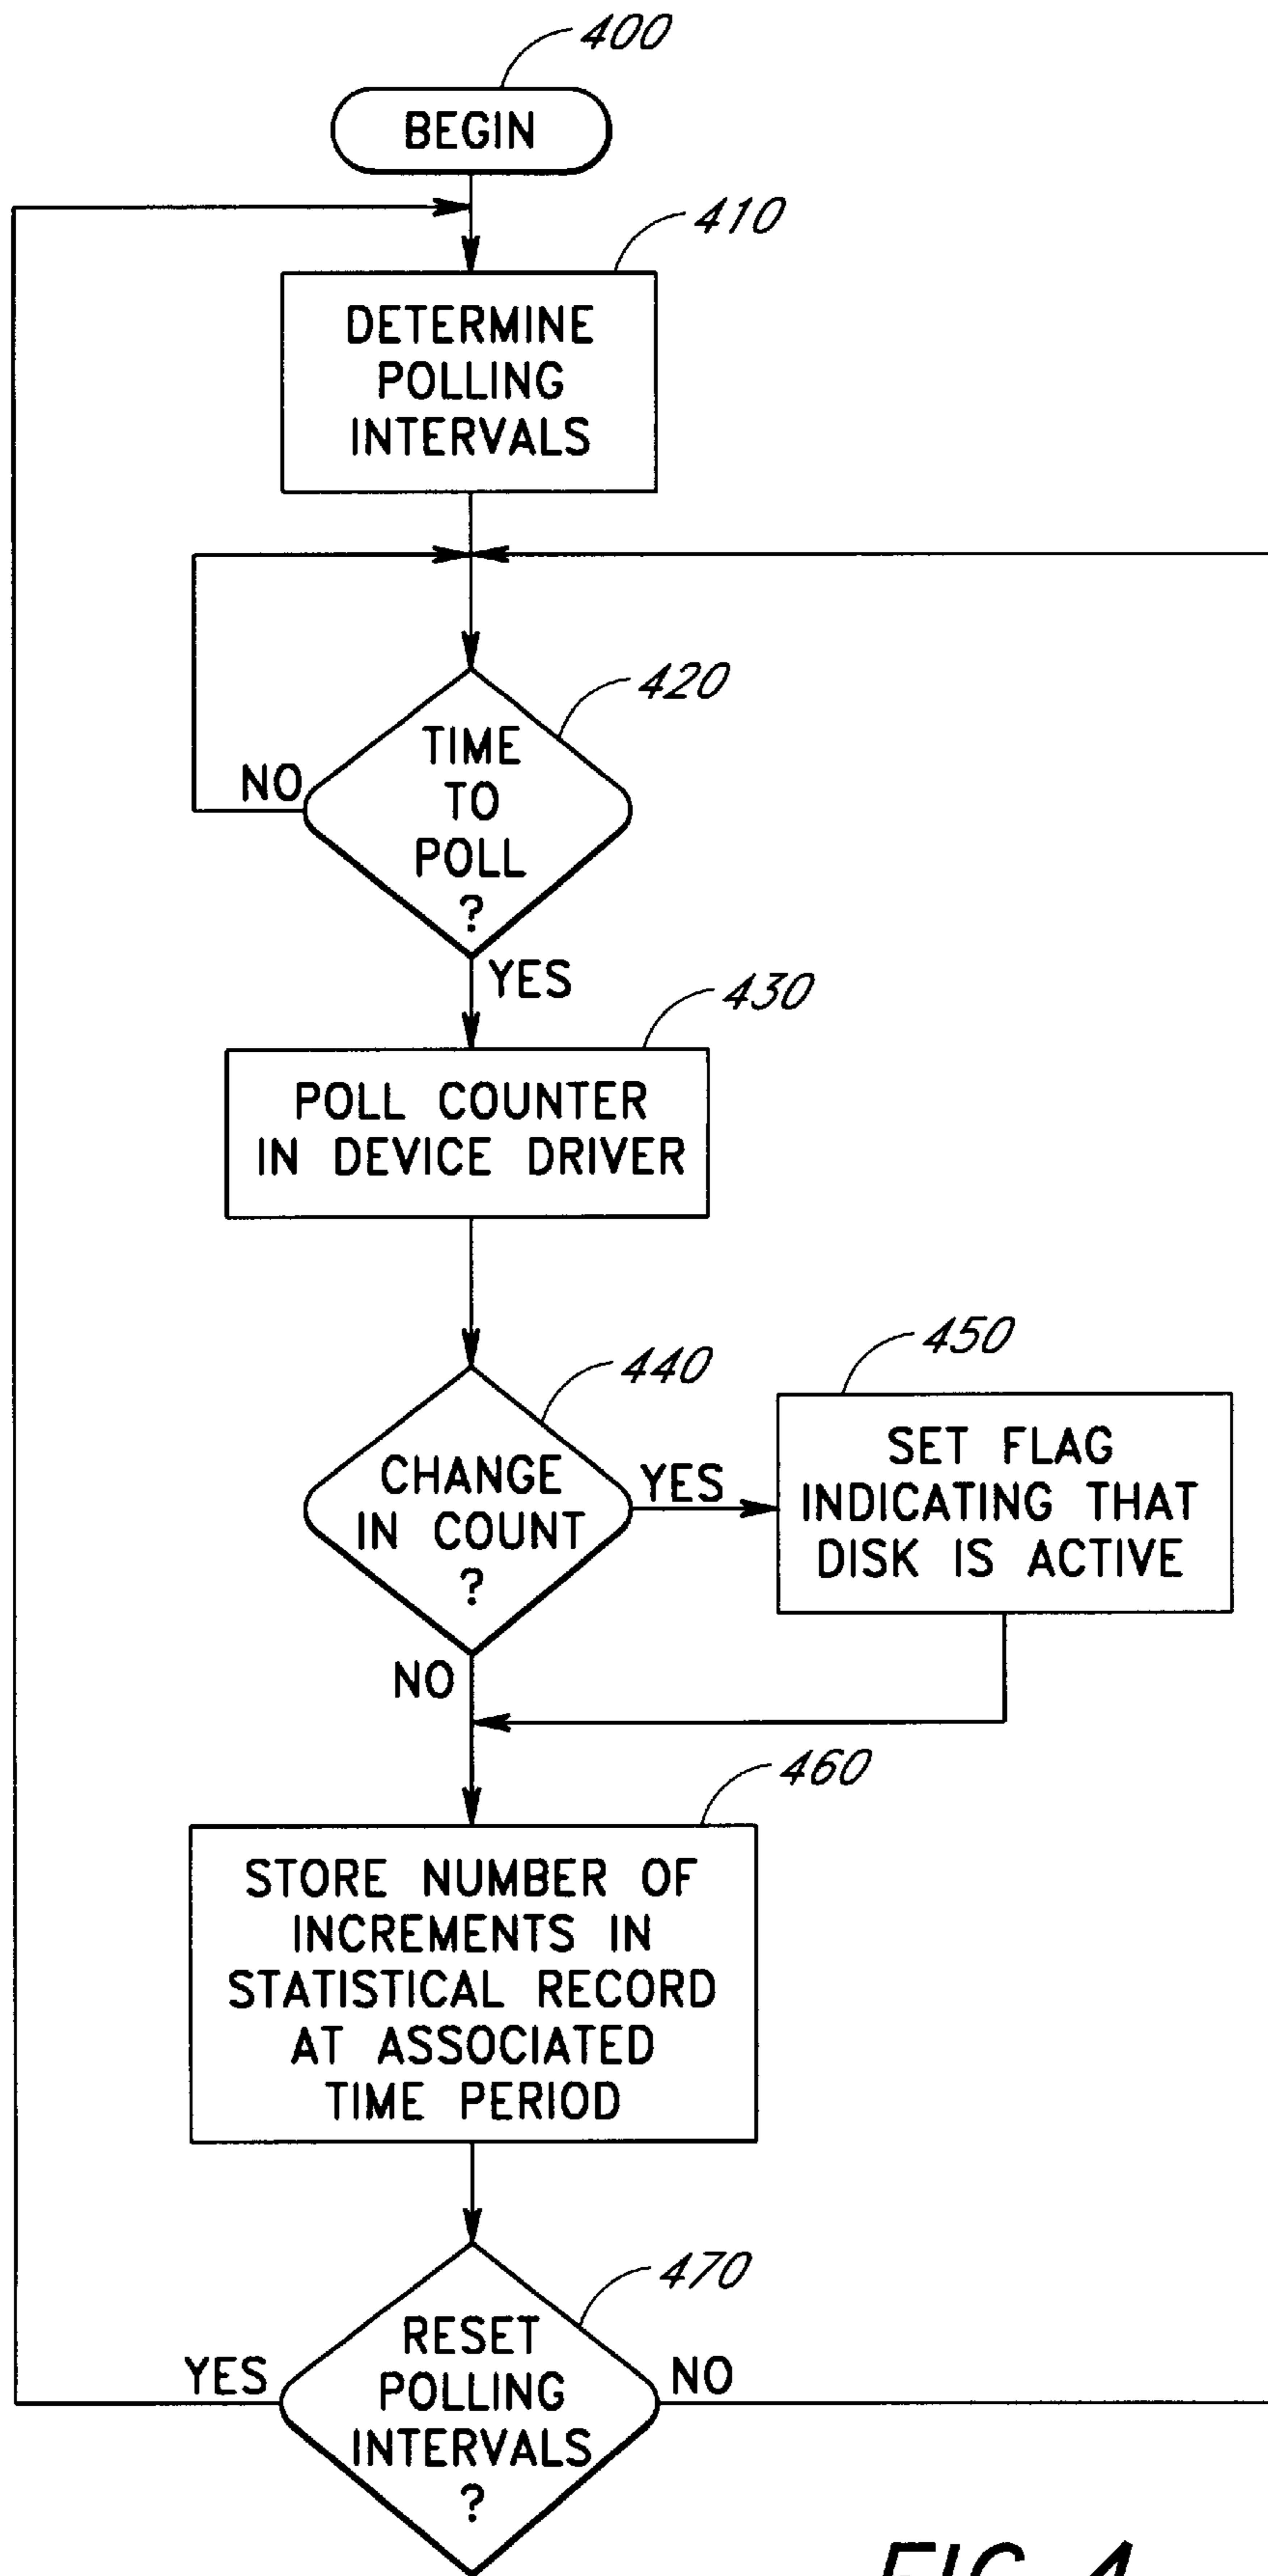 400
BEGIN
410
DETERMINE
POLLING
INTERVALS
420
TIME
TO
POLL
?
NO
YES
430
POLL COUNTER
IN DEVICE DRIVER
440
CHANGE
IN COUNT
?
YES
NO
450
SET FLAG
INDICATING THAT
DISK IS ACTIVE
460
STORE NUMBER OF
INCREMENTS IN
STATISTICAL RECORD
AT ASSOCIATED
TIME PERIOD
470
RESET
POLLING
INTERVALS
?
YES
NO
FIG. 4